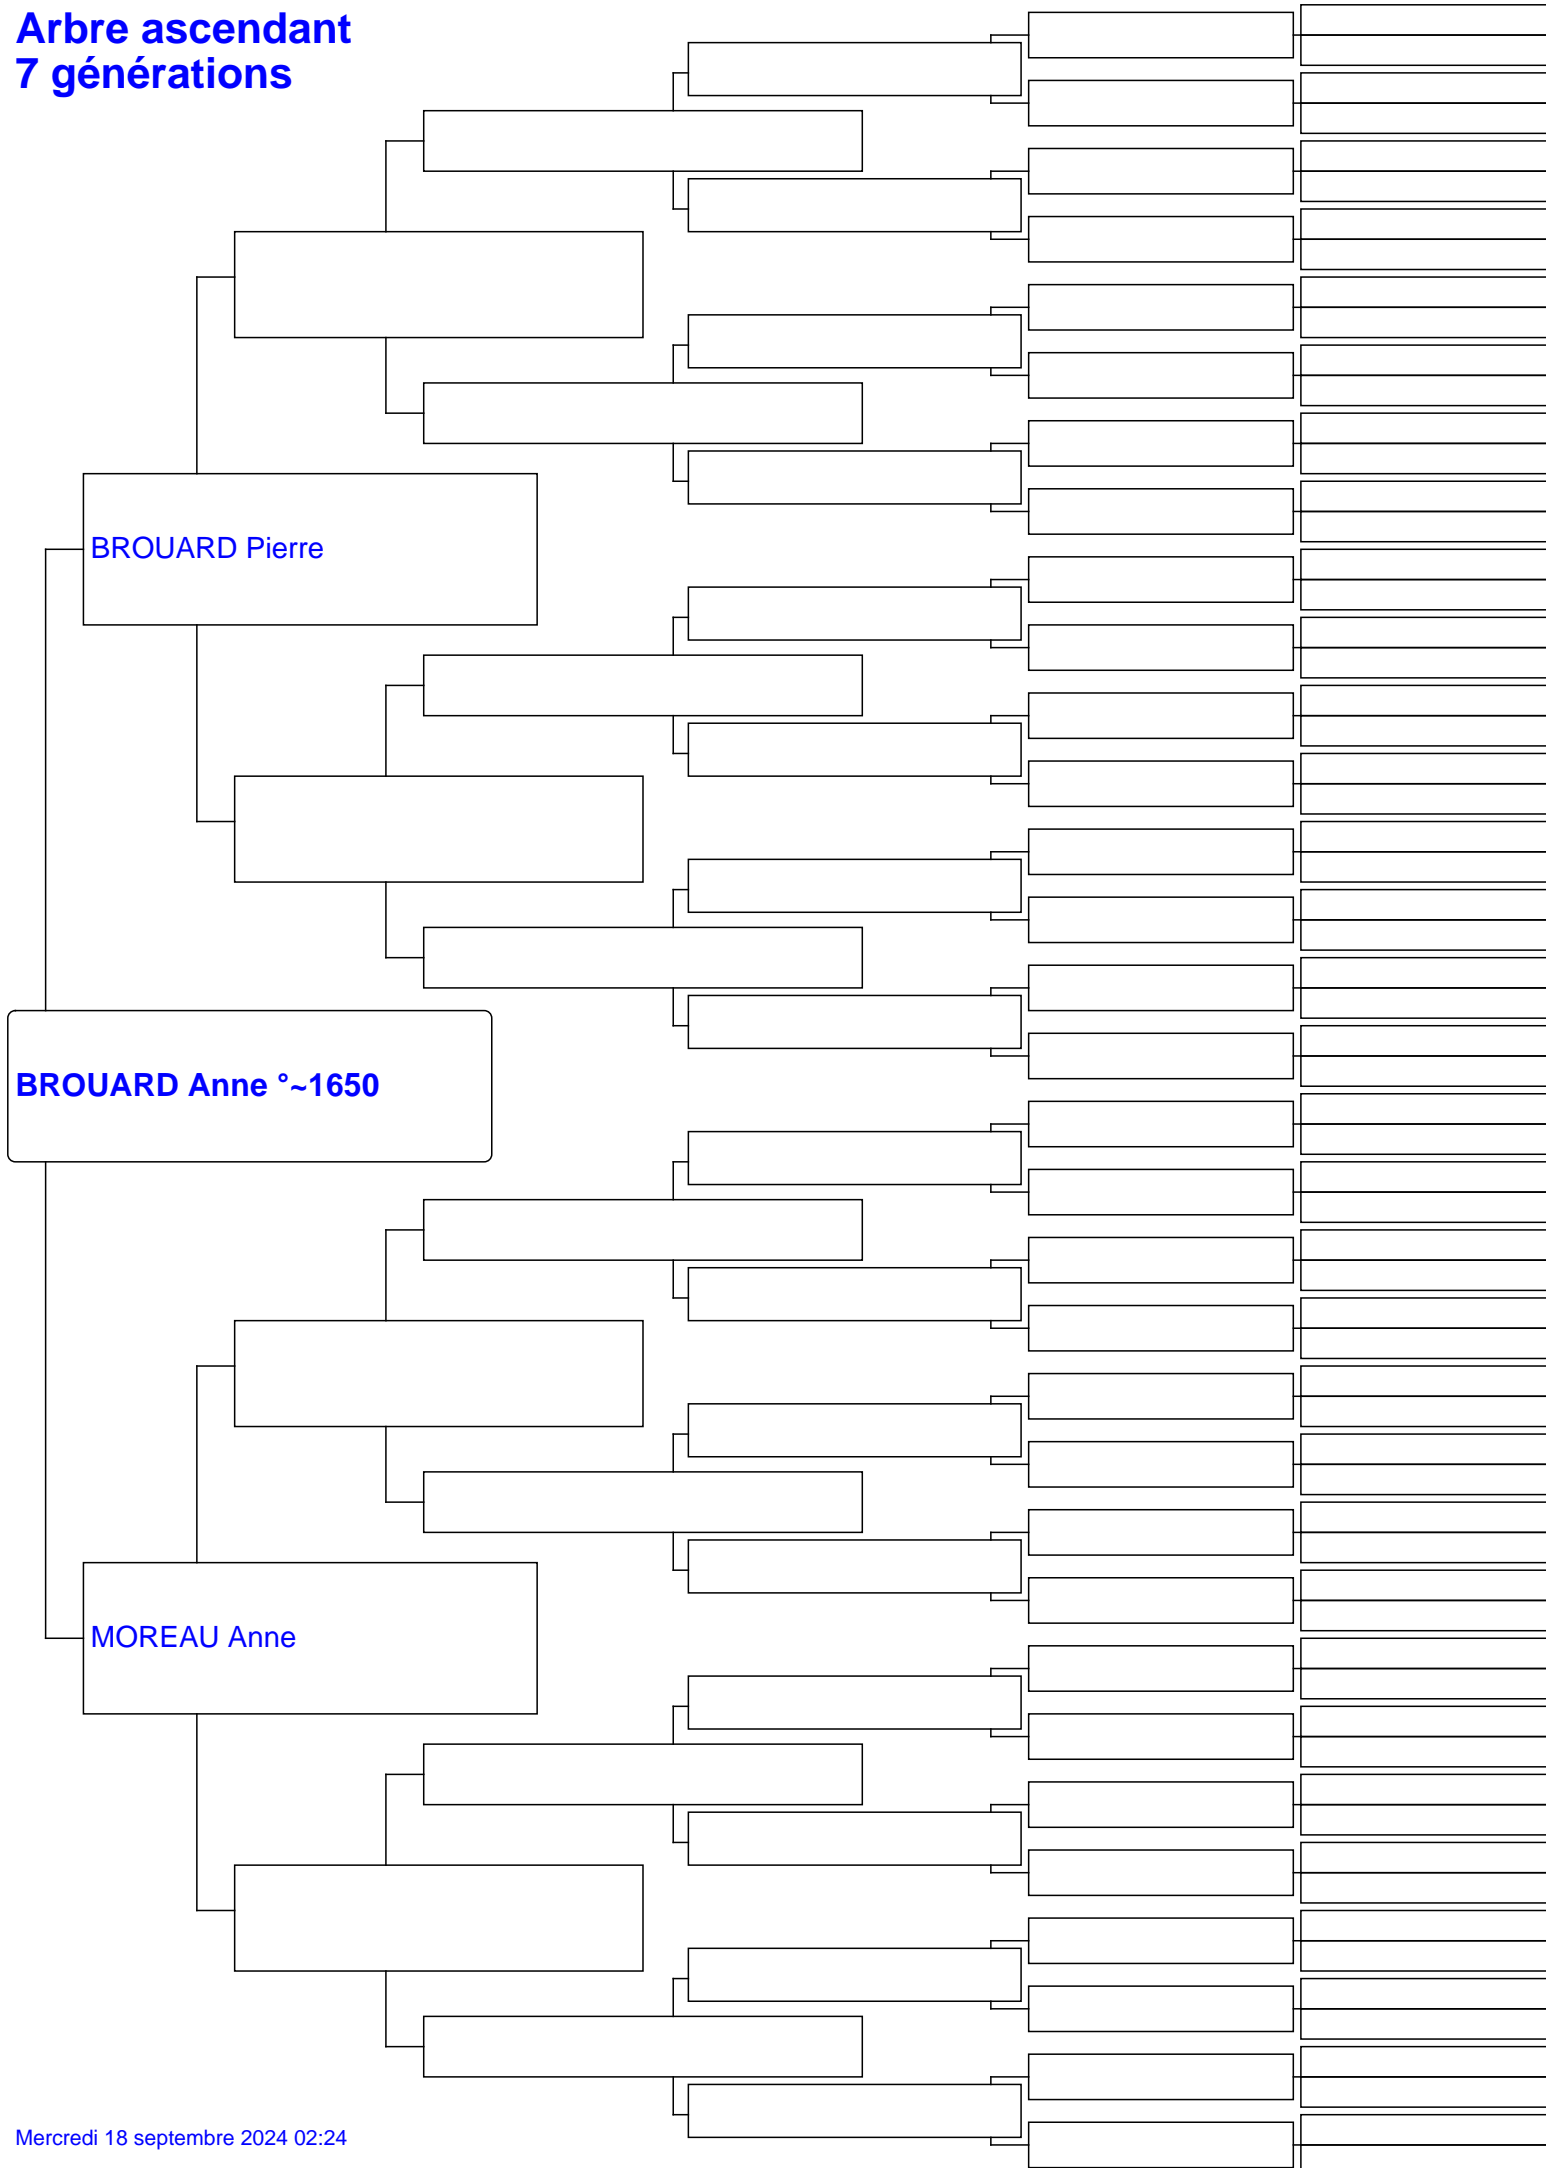 Arbre ascendant
7 générations
BROUARD Pierre
BROUARD Anne °~1650
MOREAU Anne
Mercredi 18 septembre 2024 02:24